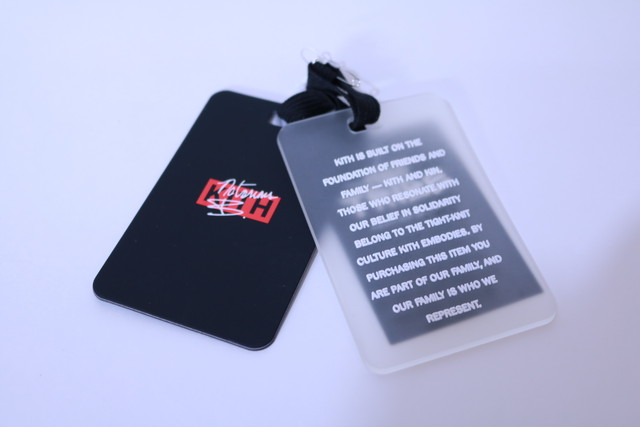 KITH
KITH IS BUILT ON THE
FOUNDATION OF FRIENDS AND
FAMILY — KITH AND KIN.
THOSE WHO RESONATE WITH
OUR BELIEF IN SOLIDARITY
BELONG TO THE TIGHT-KNIT
CULTURE KITH EMBODIES. BY
PURCHASING THIS ITEM YOU
ARE PART OF OUR FAMILY, AND
OUR FAMILY IS WHO WE
REPRESENT.